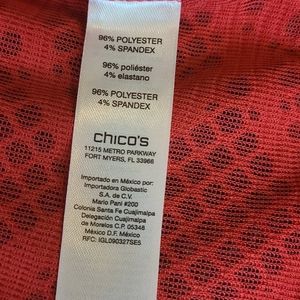 96% POLYESTER
4% SPANDEX
96% poliéster
4% elastano
96% POLYESTER
4% SPANDEX
chico's
11215 METRO PARKWAY
FORT MYERS, FL 33966
Importado en México por:
Importadora Globastic
S.A. de C.V.
Mario Pani #200
Colonia Santa Fe Cuajimalpa
Delegación Cuajimalpa
de Morelos C.P. 05348
México D.F. México
RFC: IGL090327SE5